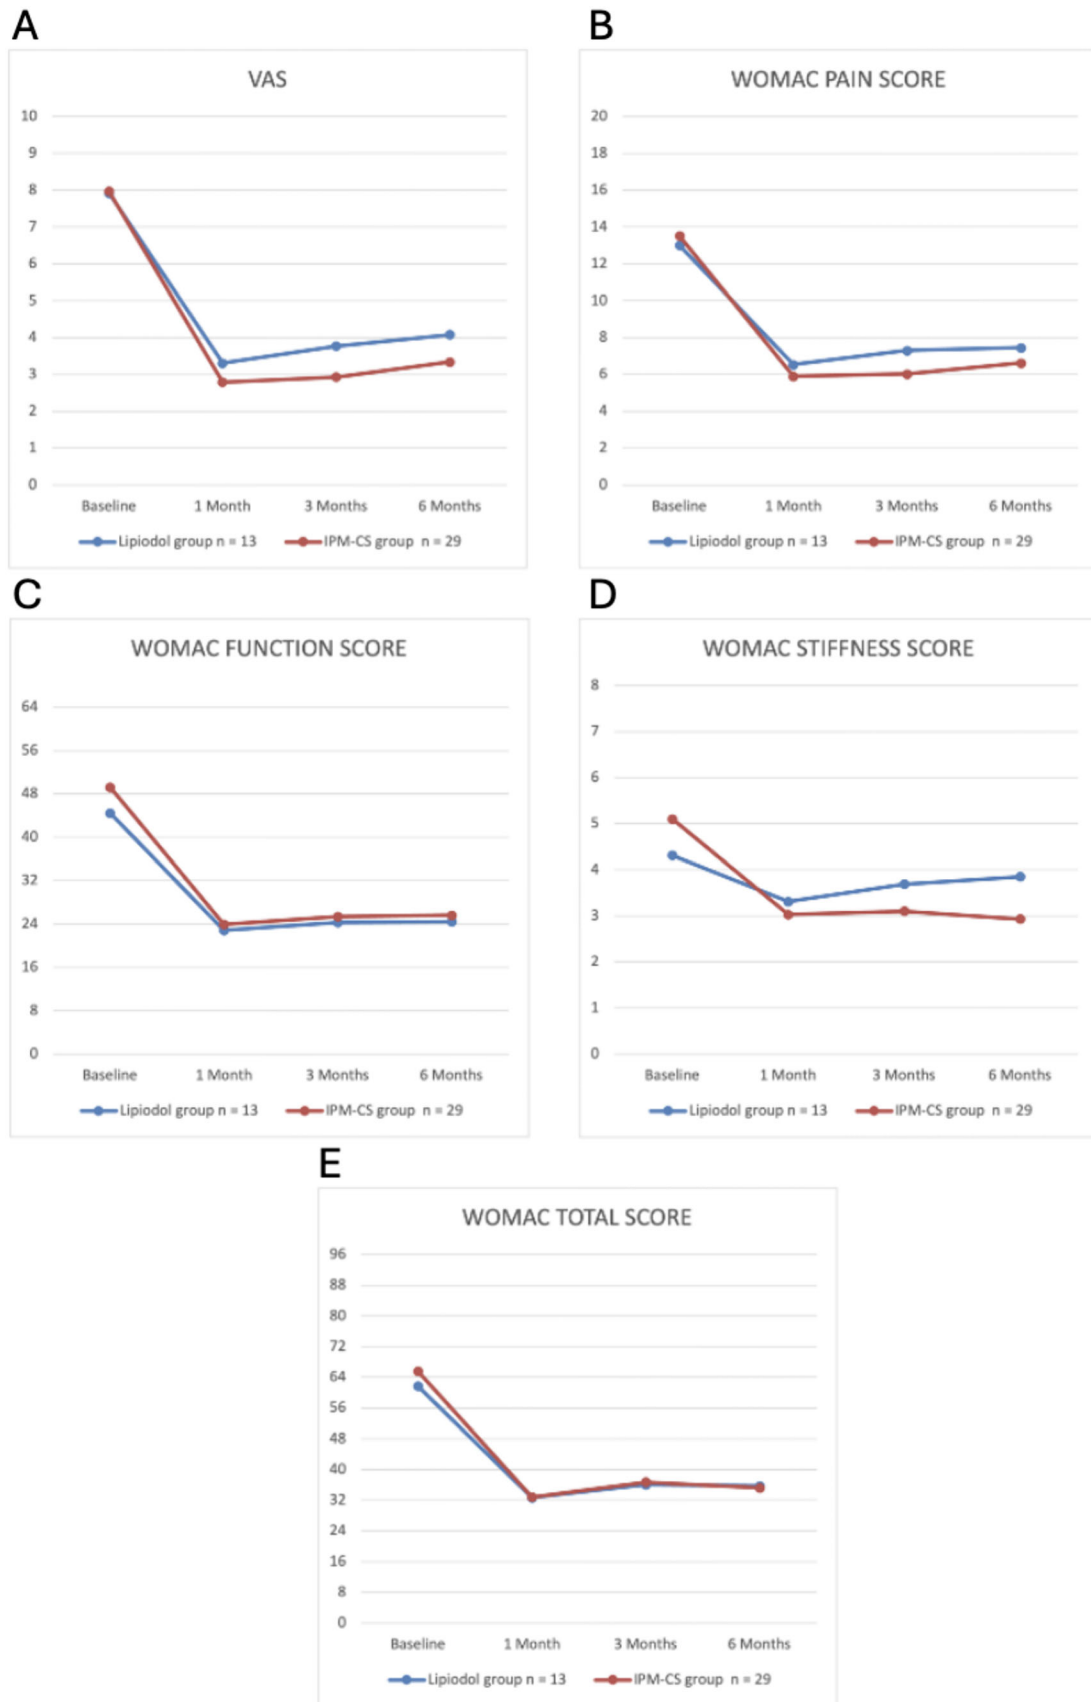 A
VAS
10
9
8
7
6
5
4
3
2
1
0
Baseline 1 Month 3 Months 6 Months
Lipiodol group n = 13 IPM-CS group n = 29
B
WOMAC PAIN SCORE
20
18
16
14
12
10
8
6
4
2
0
Baseline 1 Month 3 Months 6 Months
Lipiodol group n = 13 IPM-CS group n = 29
C
WOMAC FUNCTION SCORE
64
56
48
40
32
24
16
8
0
Baseline 1 Month 3 Months 6 Months
Lipiodol group n = 13 IPM-CS group n = 29
D
WOMAC STIFFNESS SCORE
8
7
6
5
4
3
2
1
0
Baseline 1 Month 3 Months 6 Months
Lipiodol group n = 13 IPM-CS group n = 29
E
WOMAC TOTAL SCORE
96
88
80
72
64
56
48
40
32
24
16
8
0
Baseline 1 Month 3 Months 6 Months
Lipiodol group n = 13 IPM-CS group n = 29